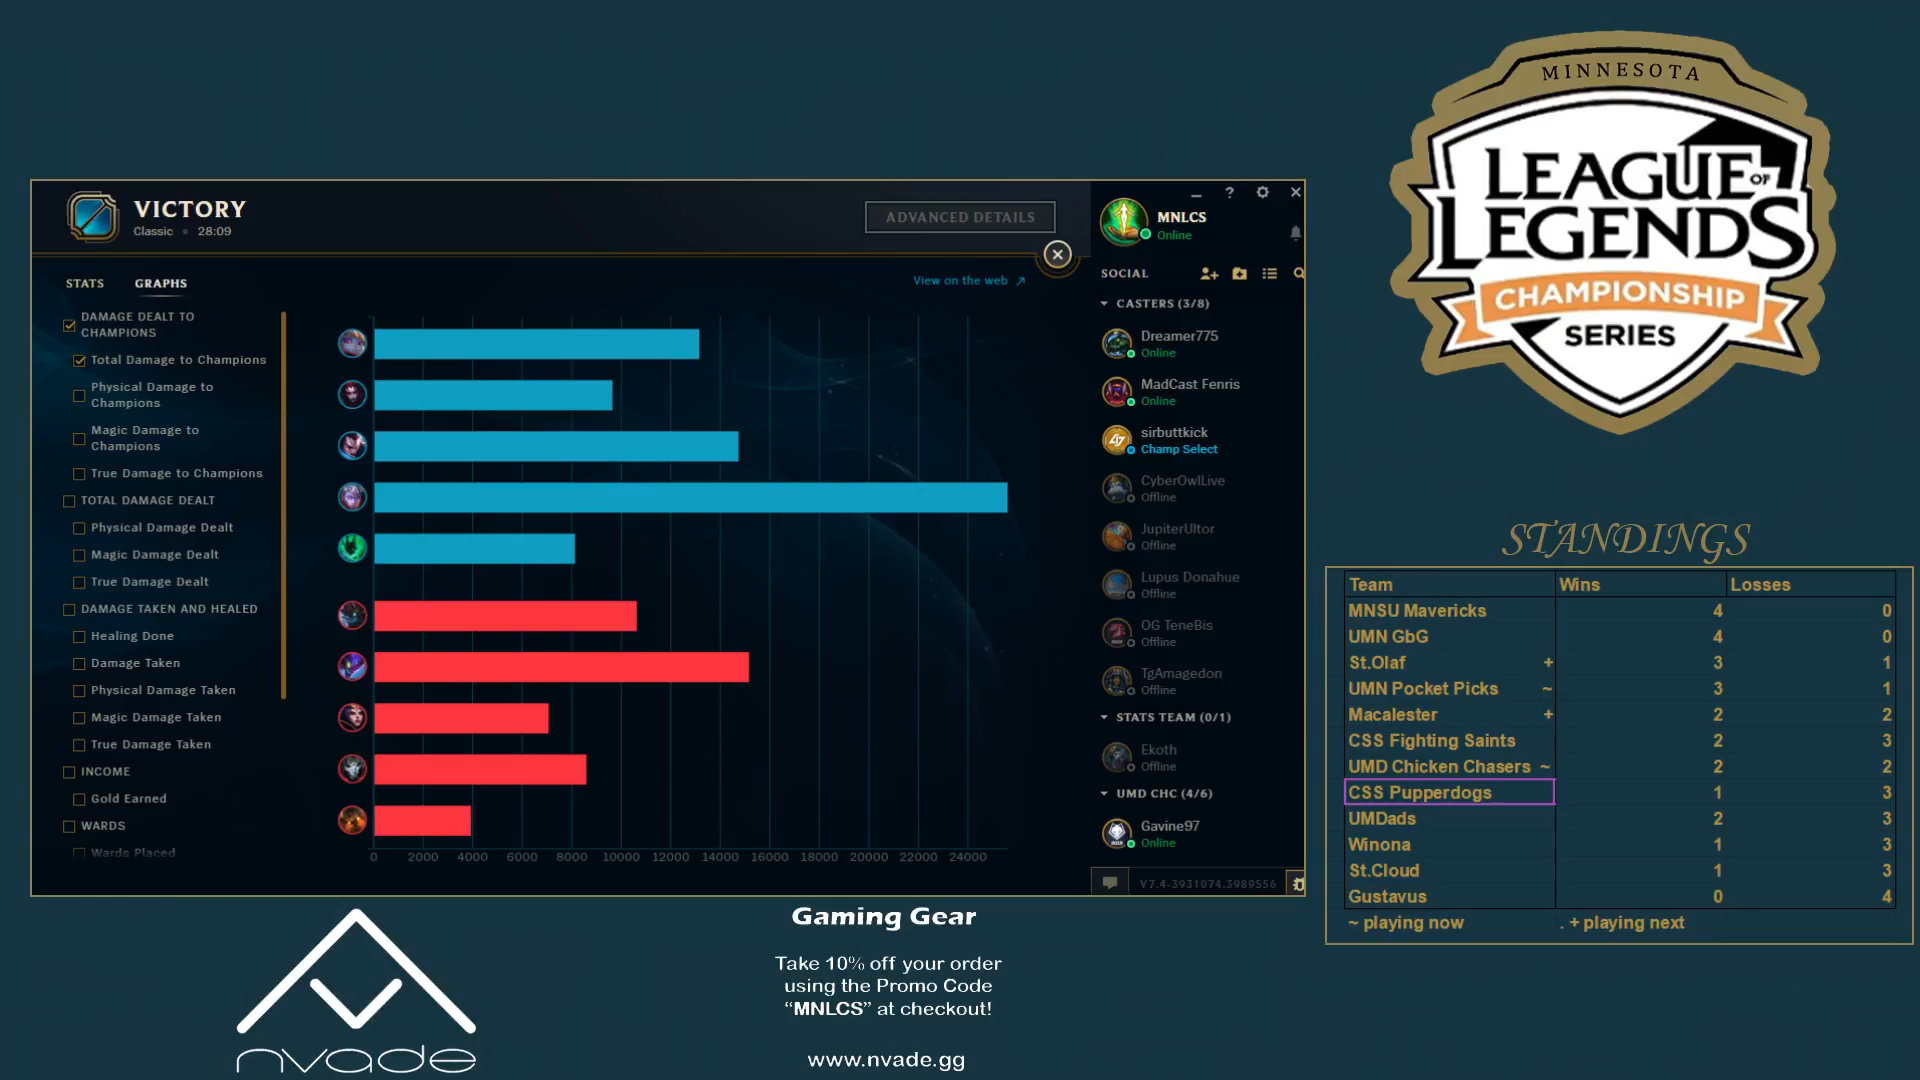 VICTORY
Classic • 28:09
ADVANCED DETAILS
STATS
GRAPHS
View on the web
DAMAGE DEALT TO
CHAMPIONS
Total Damage to Champions
Physical Damage to
Champions
Magic Damage to
Champions
True Damage to Champions
TOTAL DAMAGE DEALT
Physical Damage Dealt
Magic Damage Dealt
True Damage Dealt
DAMAGE TAKEN AND HEALED
Healing Done
Damage Taken
Physical Damage Taken
Magic Damage Taken
True Damage Taken
INCOME
Gold Earned
WARDS
Wards Placed
0 2000 4000 6000 8000 10000 12000 14000 16000 18000 20000 22000 24000
MNLCS
Online
SOCIAL
CASTERS (3/8)
Dreamer775
Online
MadCast Fenris
Online
sirbuttkick
Champ Select
CyberOwlLive
Offline
JupiterUltor
Offline
Lupus Donahue
Offline
OG TeneBis
Offline
TgAmagedon
Offline
STATS TEAM (0/1)
Ekoth
Offline
UMD CHC (4/6)
Gavine97
Online
V7.4-3931074.3989556
MINNESOTA
LEAGUE OF
LEGENDS
CHAMPIONSHIP
SERIES
STANDINGS
Team Wins Losses
MNSU Mavericks 4 0
UMN GbG 4 0
St.Olaf + 3 1
UMN Pocket Picks ~ 3 1
Macalester + 2 2
CSS Fighting Saints 2 3
UMD Chicken Chasers ~ 2 2
CSS Pupperdogs 1 3
UMDads 2 3
Winona 1 3
St.Cloud 1 3
Gustavus 0 4
~ playing now . + playing next
nvade
Gaming Gear
Take 10% off your order
using the Promo Code
“MNLCS” at checkout!
www.nvade.gg